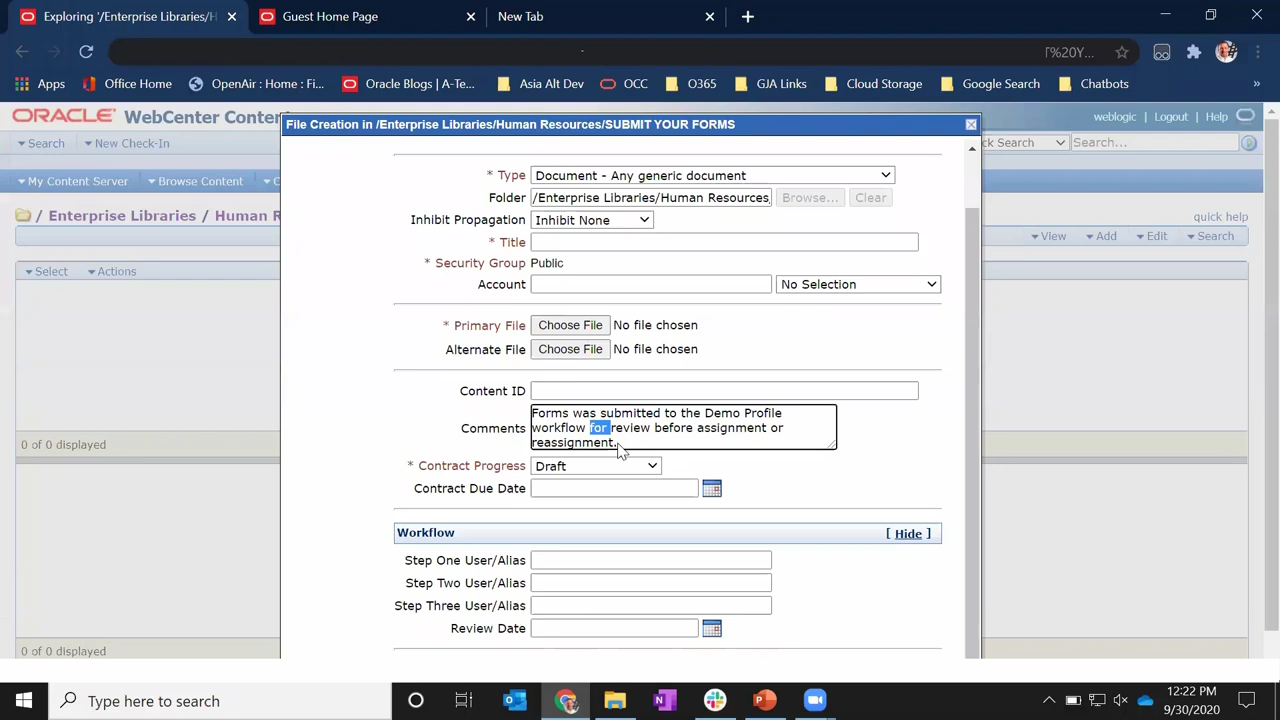 Exploring '/Enterprise Libraries/H
Guest Home Page
New Tab
Apps
Office Home
OpenAir : Home : Fi...
Oracle Blogs | A-Te...
Asia Alt Dev
OCC
O365
GJA Links
Cloud Storage
Google Search
Chatbots
»
ORACLE WebCenter Conten
weblogic | Logout | Help
Search
New Check-In
ck Search
Search...
My Content Server
Browse Content
/ Enterprise Libraries / Human R
quick help
View
Add
Edit
Search
Select
Actions
0 of 0 displayed
0 of 0 displayed
File Creation in /Enterprise Libraries/Human Resources/SUBMIT YOUR FORMS
* Type Document - Any generic document
Folder /Enterprise Libraries/Human Resources, Browse... Clear
Inhibit Propagation Inhibit None
* Title
* Security Group Public
Account No Selection
* Primary File Choose File No file chosen
Alternate File Choose File No file chosen
Content ID
Comments
Forms was submitted to the Demo Profile
workflow for review before assignment or
reassignment.
* Contract Progress Draft
Contract Due Date
Workflow [ Hide ]
Step One User/Alias
Step Two User/Alias
Step Three User/Alias
Review Date
Type here to search
12:22 PM
9/30/2020